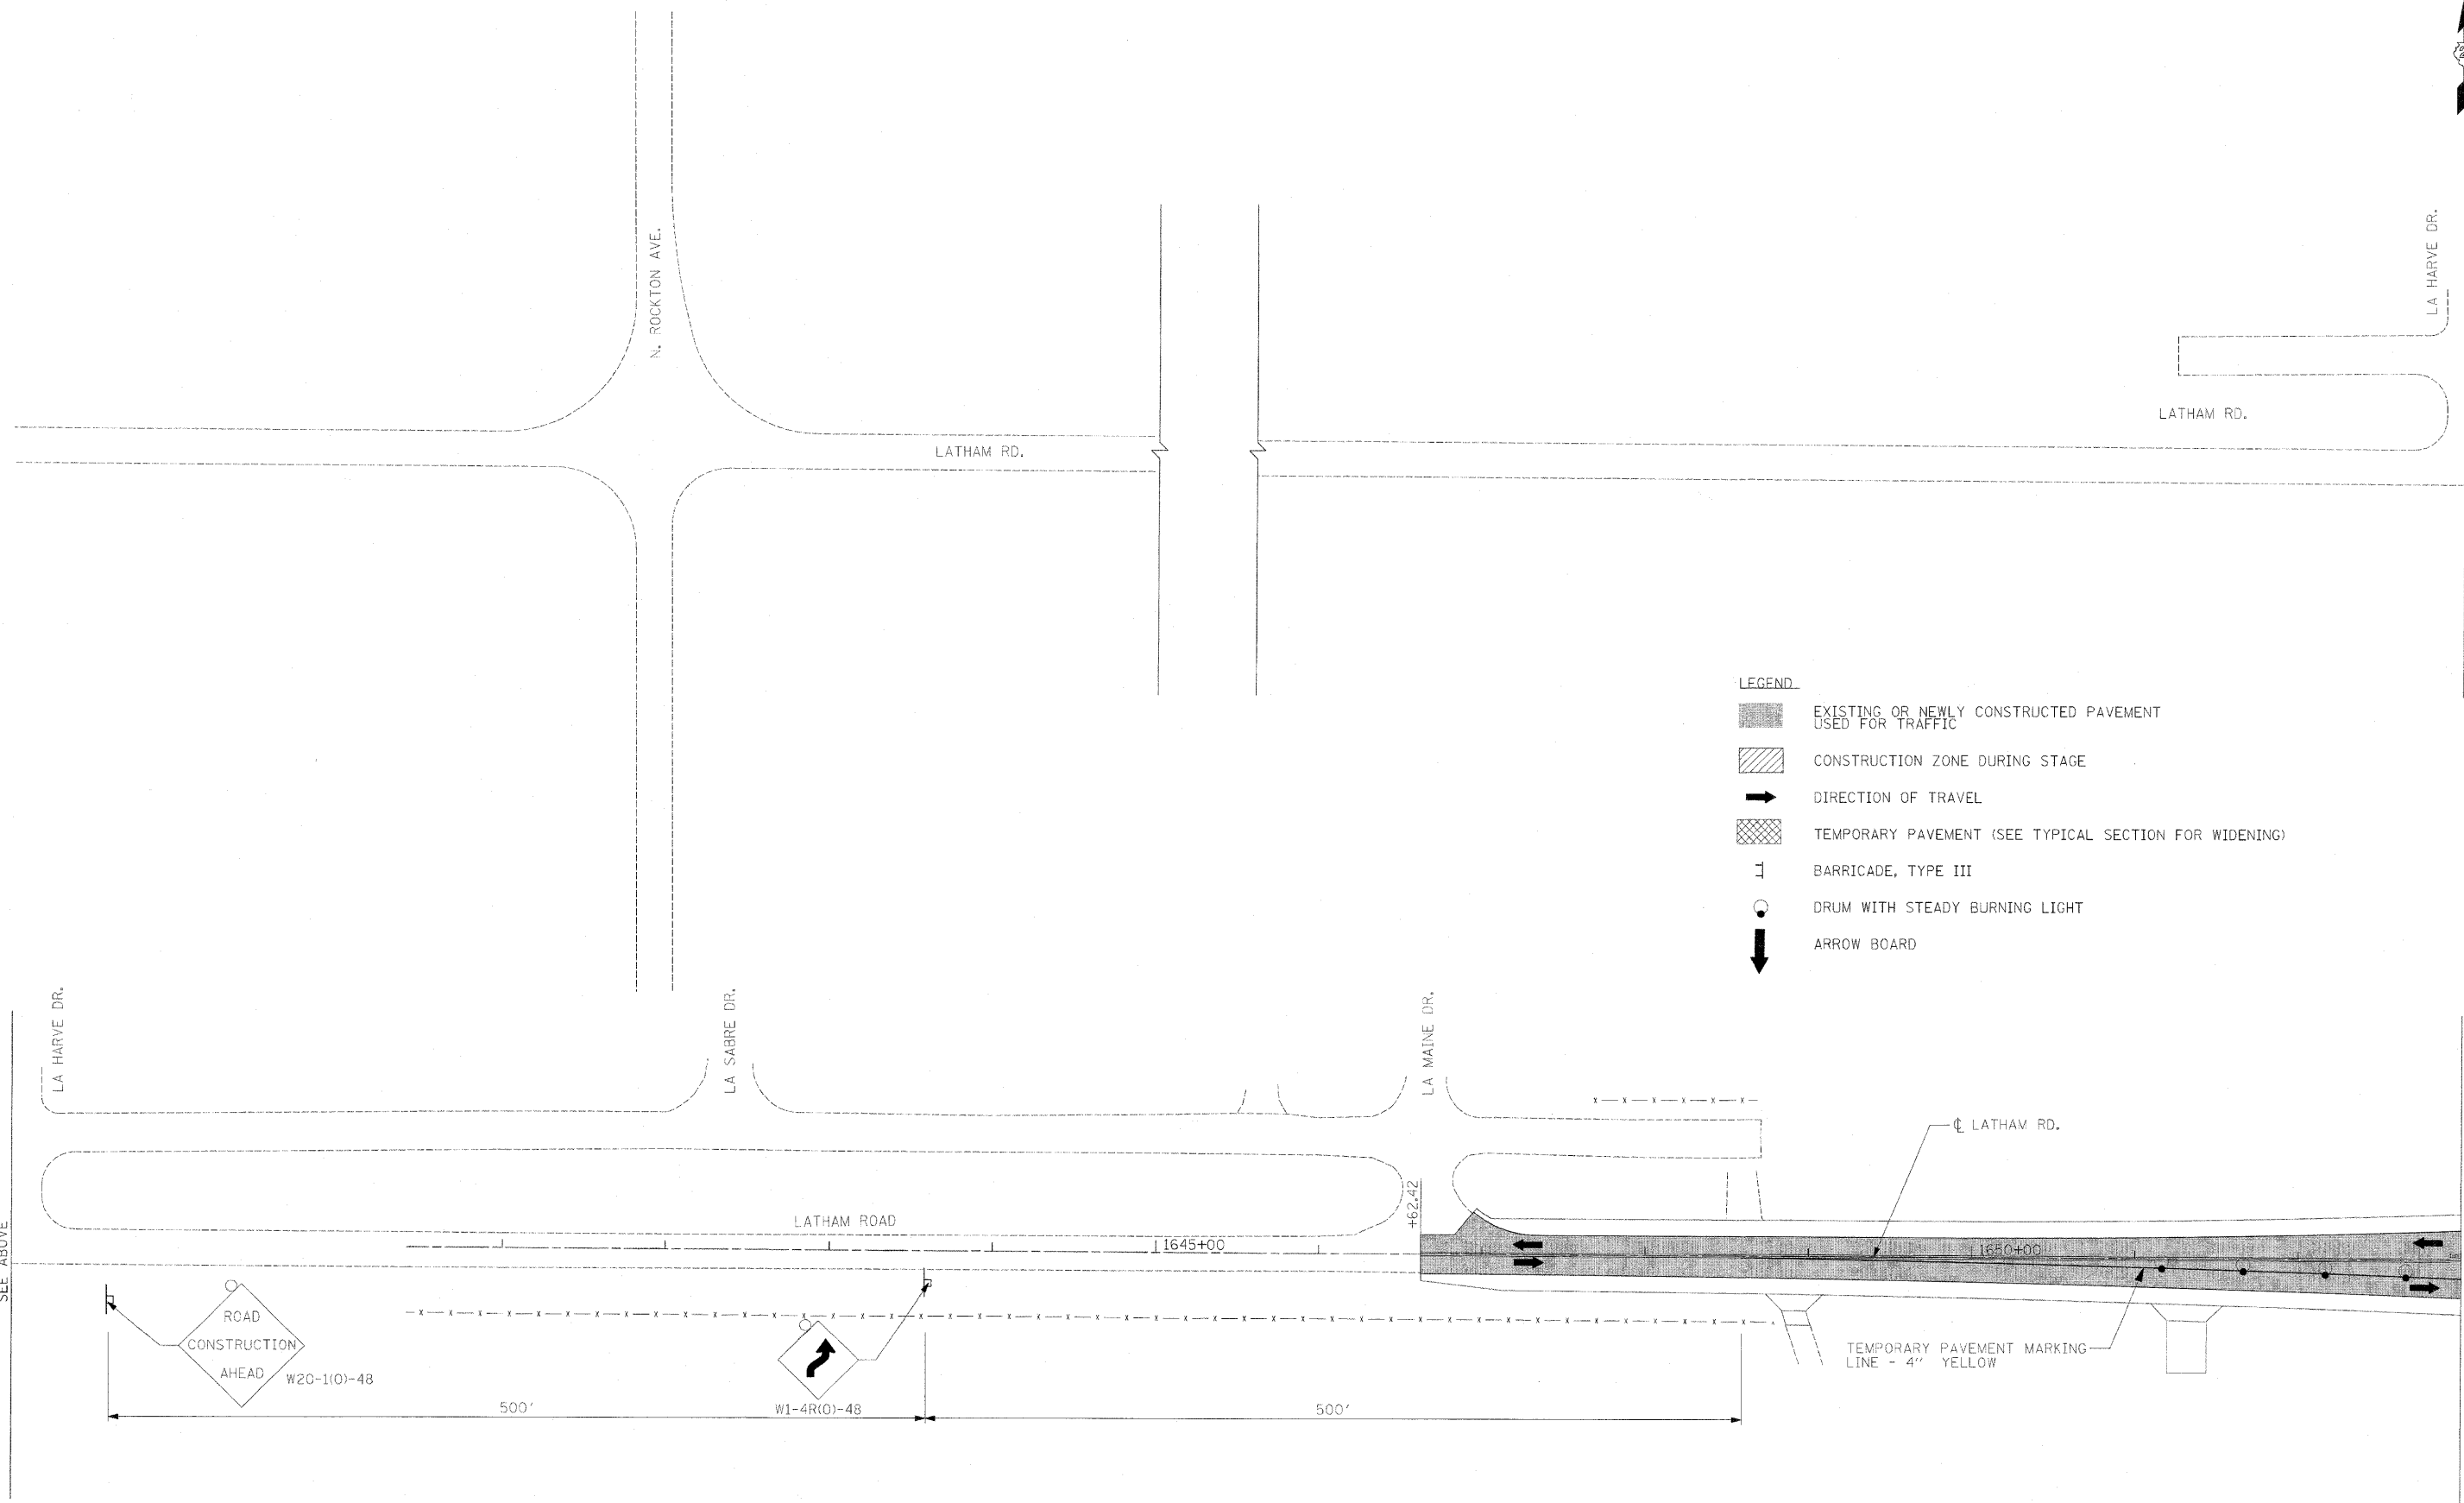 N. ROCKTON AVE.
LA HARVE DR.
LATHAM RD.
LATHAM RD.
LEGEND
EXISTING OR NEWLY CONSTRUCTED PAVEMENT
USED FOR TRAFFIC
CONSTRUCTION ZONE DURING STAGE
DIRECTION OF TRAVEL
TEMPORARY PAVEMENT (SEE TYPICAL SECTION FOR WIDENING)
BARRICADE, TYPE III
DRUM WITH STEADY BURNING LIGHT
ARROW BOARD
LA HARVE DR.
LA SABRE DR.
LA MAINE DR.
℄ LATHAM RD.
SEE ABOVE
LATHAM ROAD
+62.42
1645+00
1650+00
ROAD
CONSTRUCTION
AHEAD
W20-1(O)-48
TEMPORARY PAVEMENT MARKING
LINE - 4" YELLOW
500'
W1-4R(O)-48
500'